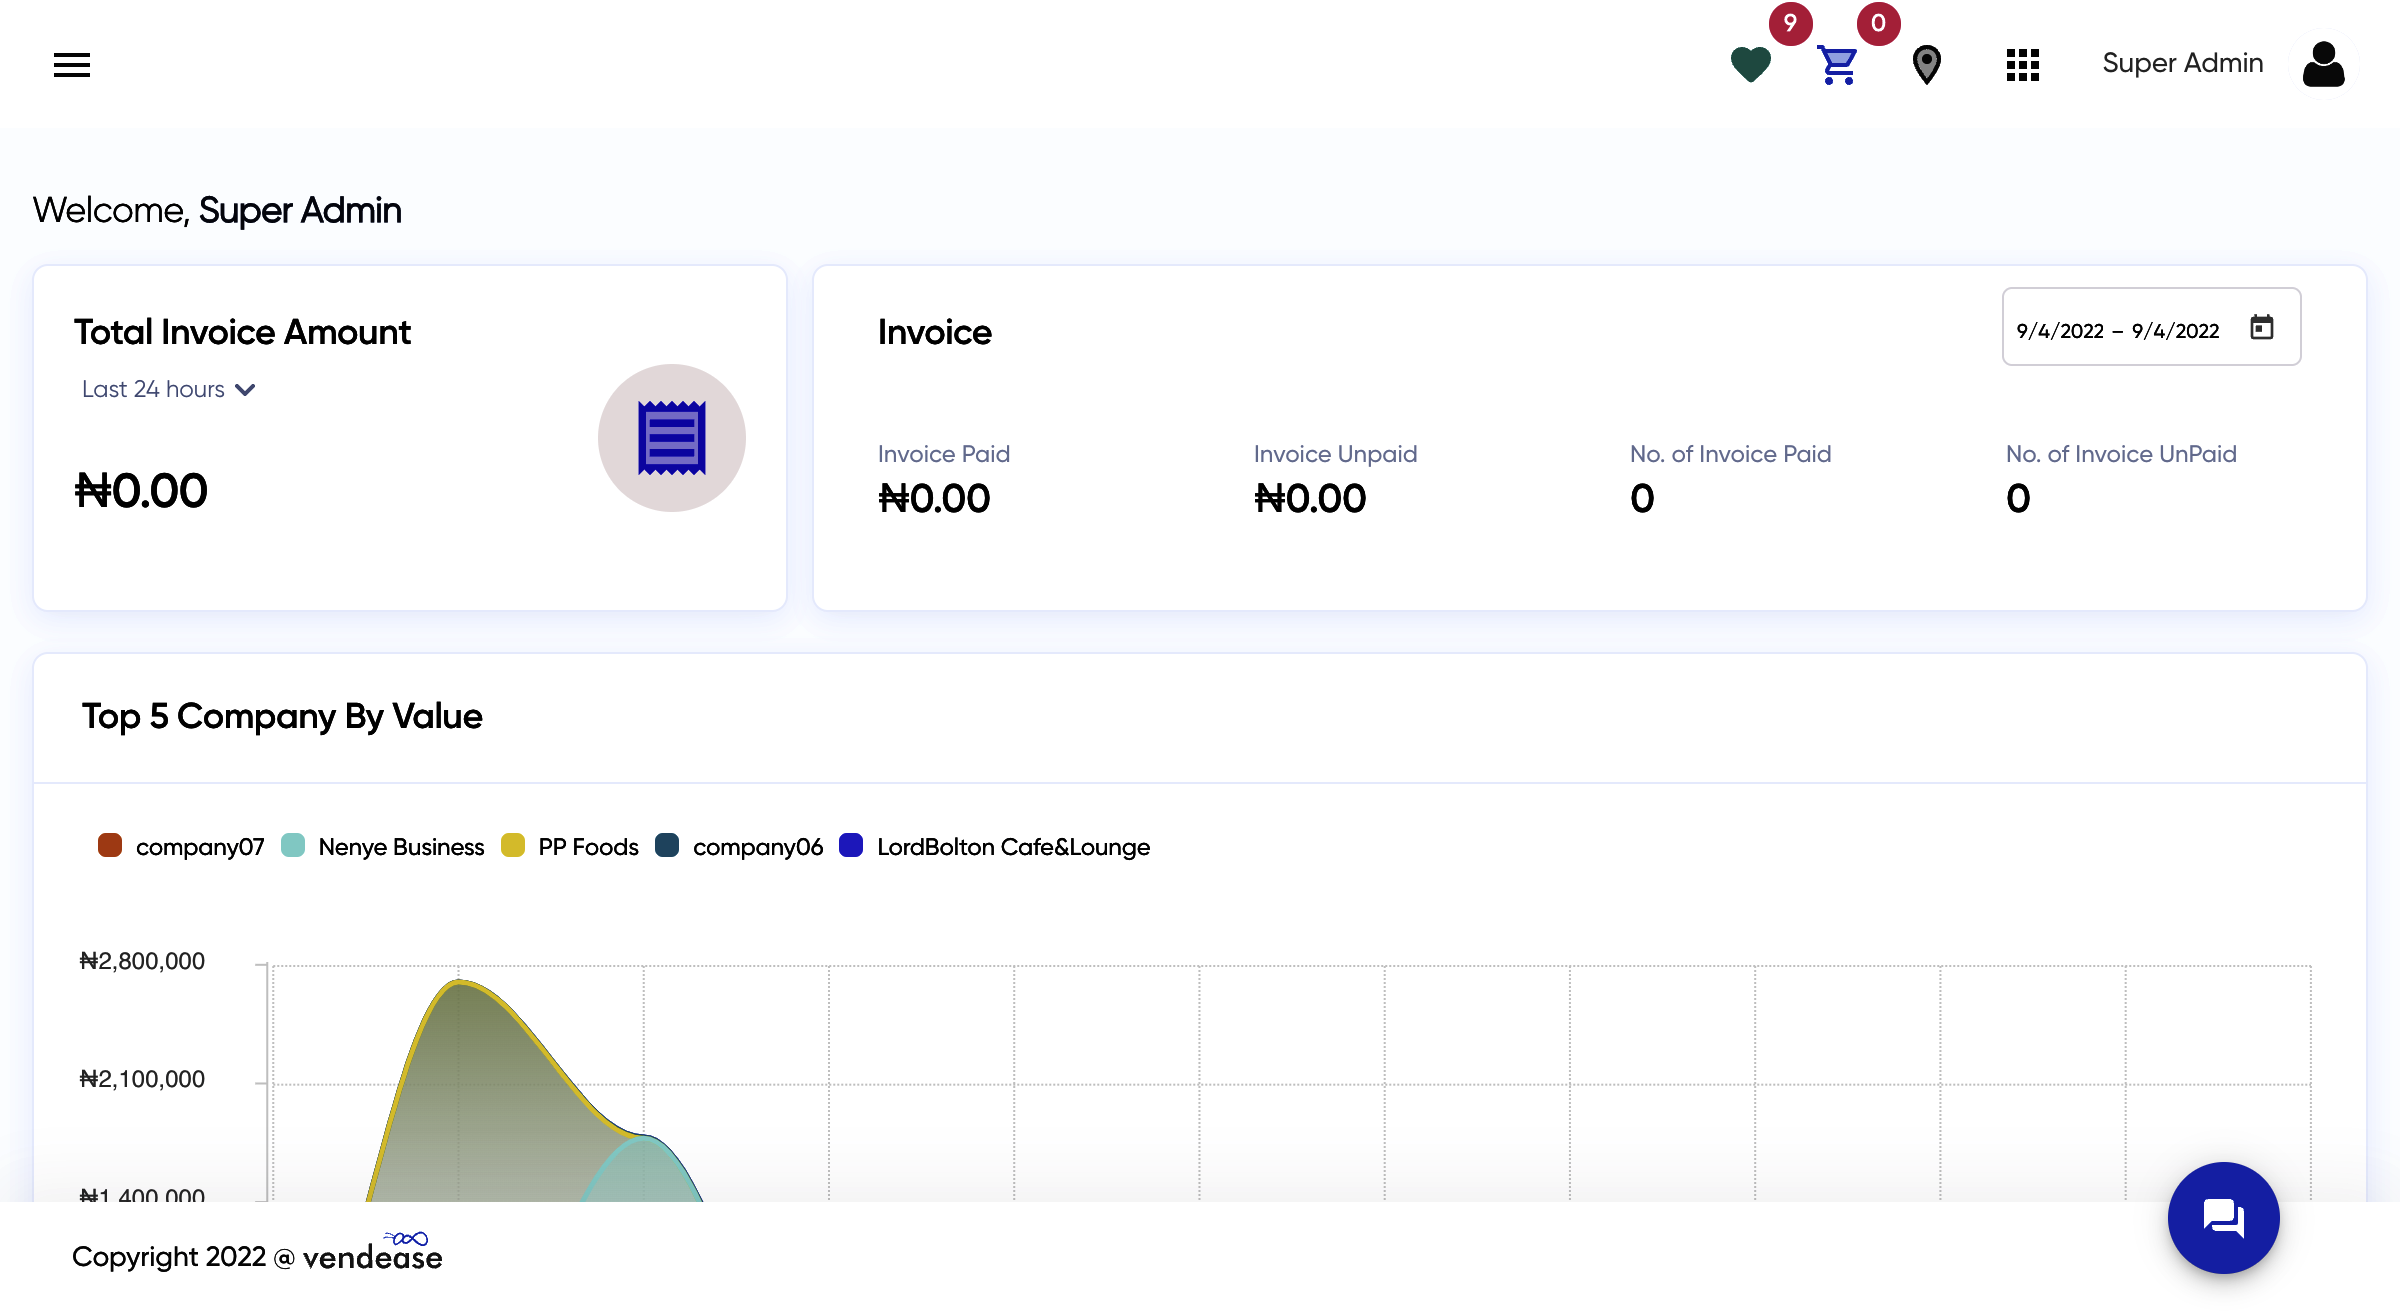 9 0
Super Admin
Welcome, Super Admin
Total Invoice Amount
Last 24 hours
₦0.00
Invoice
9/4/2022 – 9/4/2022
Invoice Paid
₦0.00
Invoice Unpaid
₦0.00
No. of Invoice Paid
0
No. of Invoice UnPaid
0
Top 5 Company By Value
company07 Nenye Business PP Foods company06 LordBolton Cafe&Lounge
₦2,800,000
₦2,100,000
₦1,400,000
Copyright 2022 @ vendease